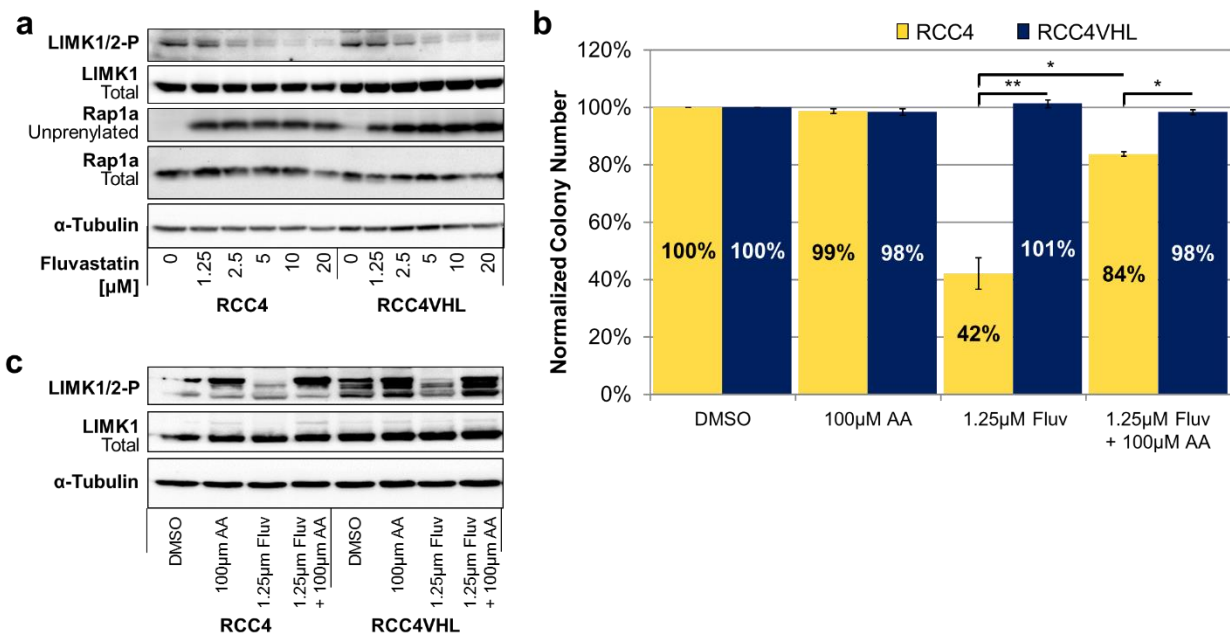 a
LIMK1/2-P
LIMK1
Total
Rap1a
Unprenylated
Rap1a
Total
α-Tubulin
Fluvastatin
[µM]
0 1.25 2.5 5 10 20 0 1.25 2.5 5 10 20
RCC4 RCC4VHL
b
RCC4 RCC4VHL
Normalized Colony Number
120%
100%
80%
60%
40%
20%
0%
* ** *
100% 100% 99% 98% 42% 101% 84% 98%
DMSO 100µM AA 1.25µM Fluv 1.25µM Fluv
+ 100µM AA
c
LIMK1/2-P
LIMK1
Total
α-Tubulin
DMSO
100µm AA
1.25µm Fluv
1.25µm Fluv
+ 100µm AA
DMSO
100µm AA
1.25µm Fluv
1.25µm Fluv
+ 100µm AA
RCC4 RCC4VHL